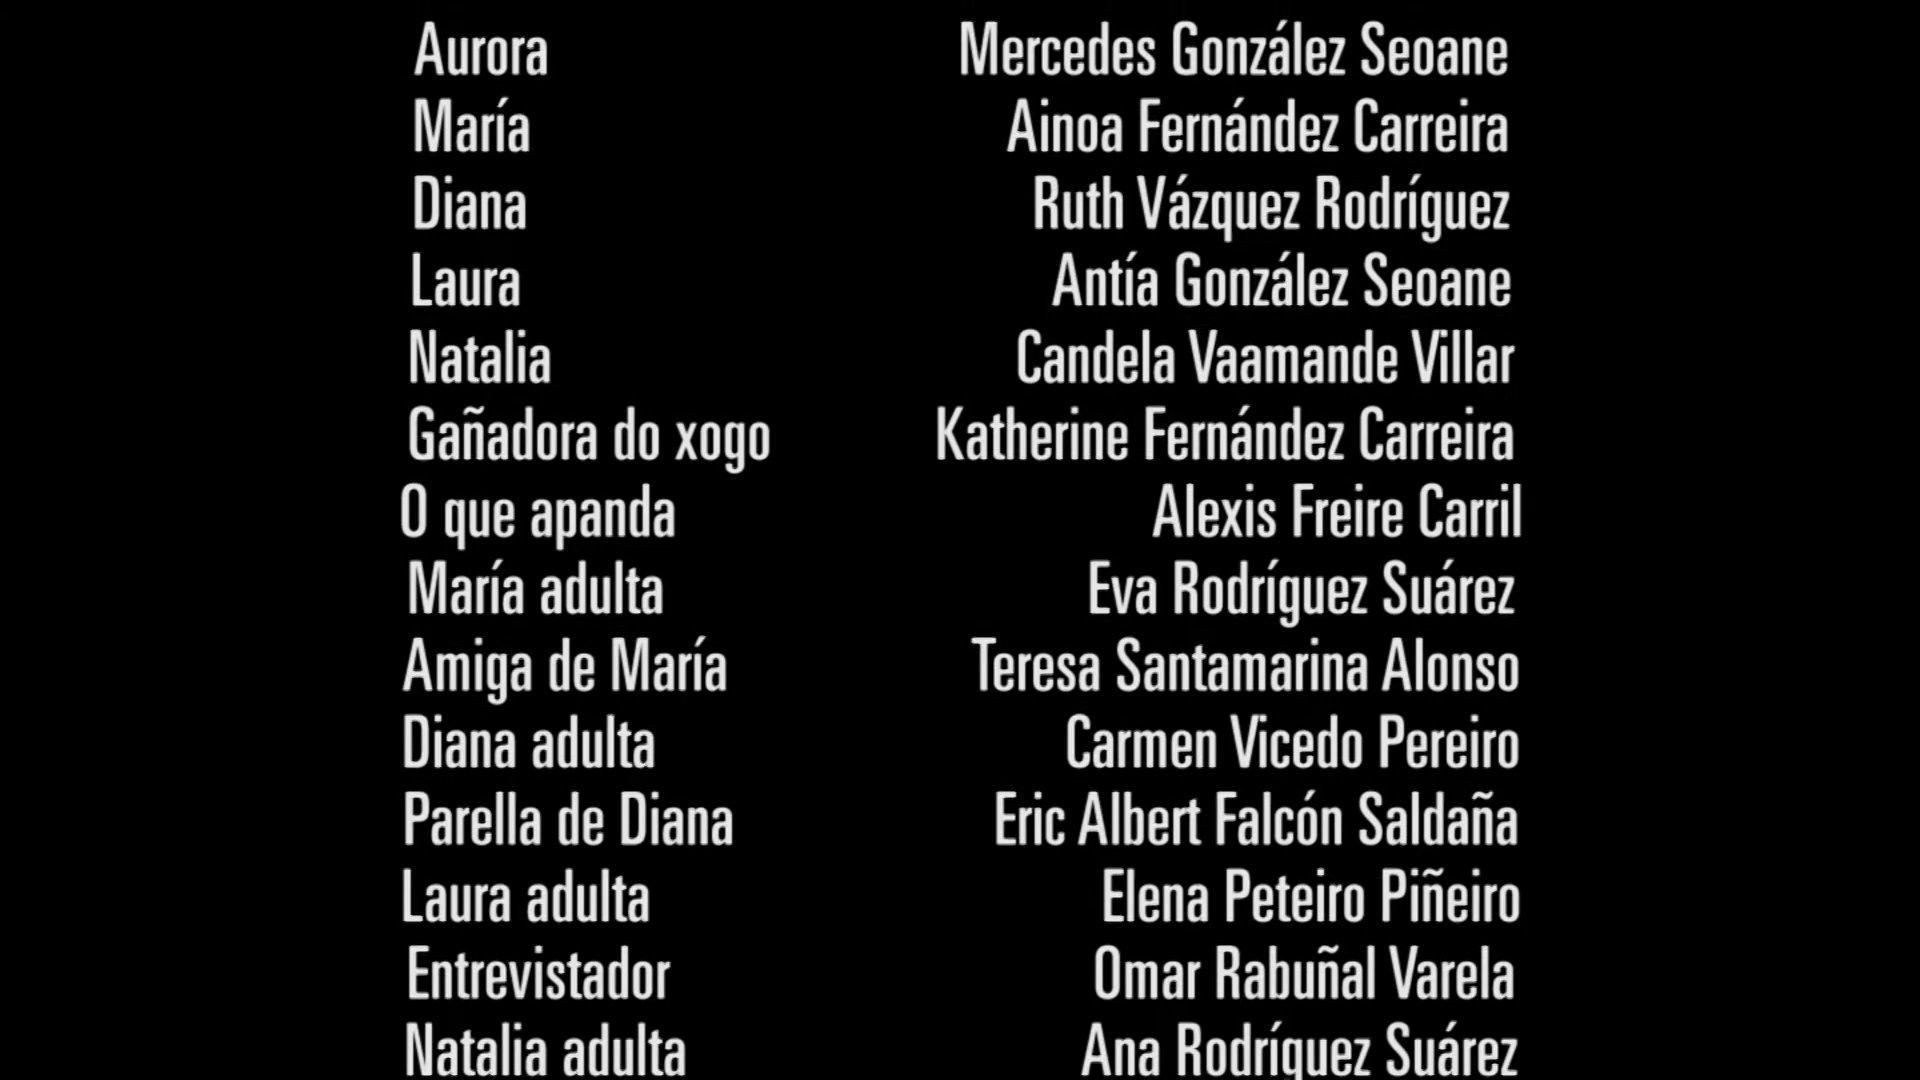 Aurora Mercedes González Seoane
María Ainoa Fernández Carreira
Diana Ruth Vázquez Rodríguez
Laura Antía González Seoane
Natalia Candela Vaamande Villar
Gañadora do xogo Katherine Fernández Carreira
O que apanda Alexis Freire Carril
María adulta Eva Rodríguez Suárez
Amiga de María Teresa Santamarina Alonso
Diana adulta Carmen Vicedo Pereiro
Parella de Diana Eric Albert Falcón Saldaña
Laura adulta Elena Peteiro Piñeiro
Entrevistador Omar Rabuñal Varela
Natalia adulta Ana Rodríguez Suárez